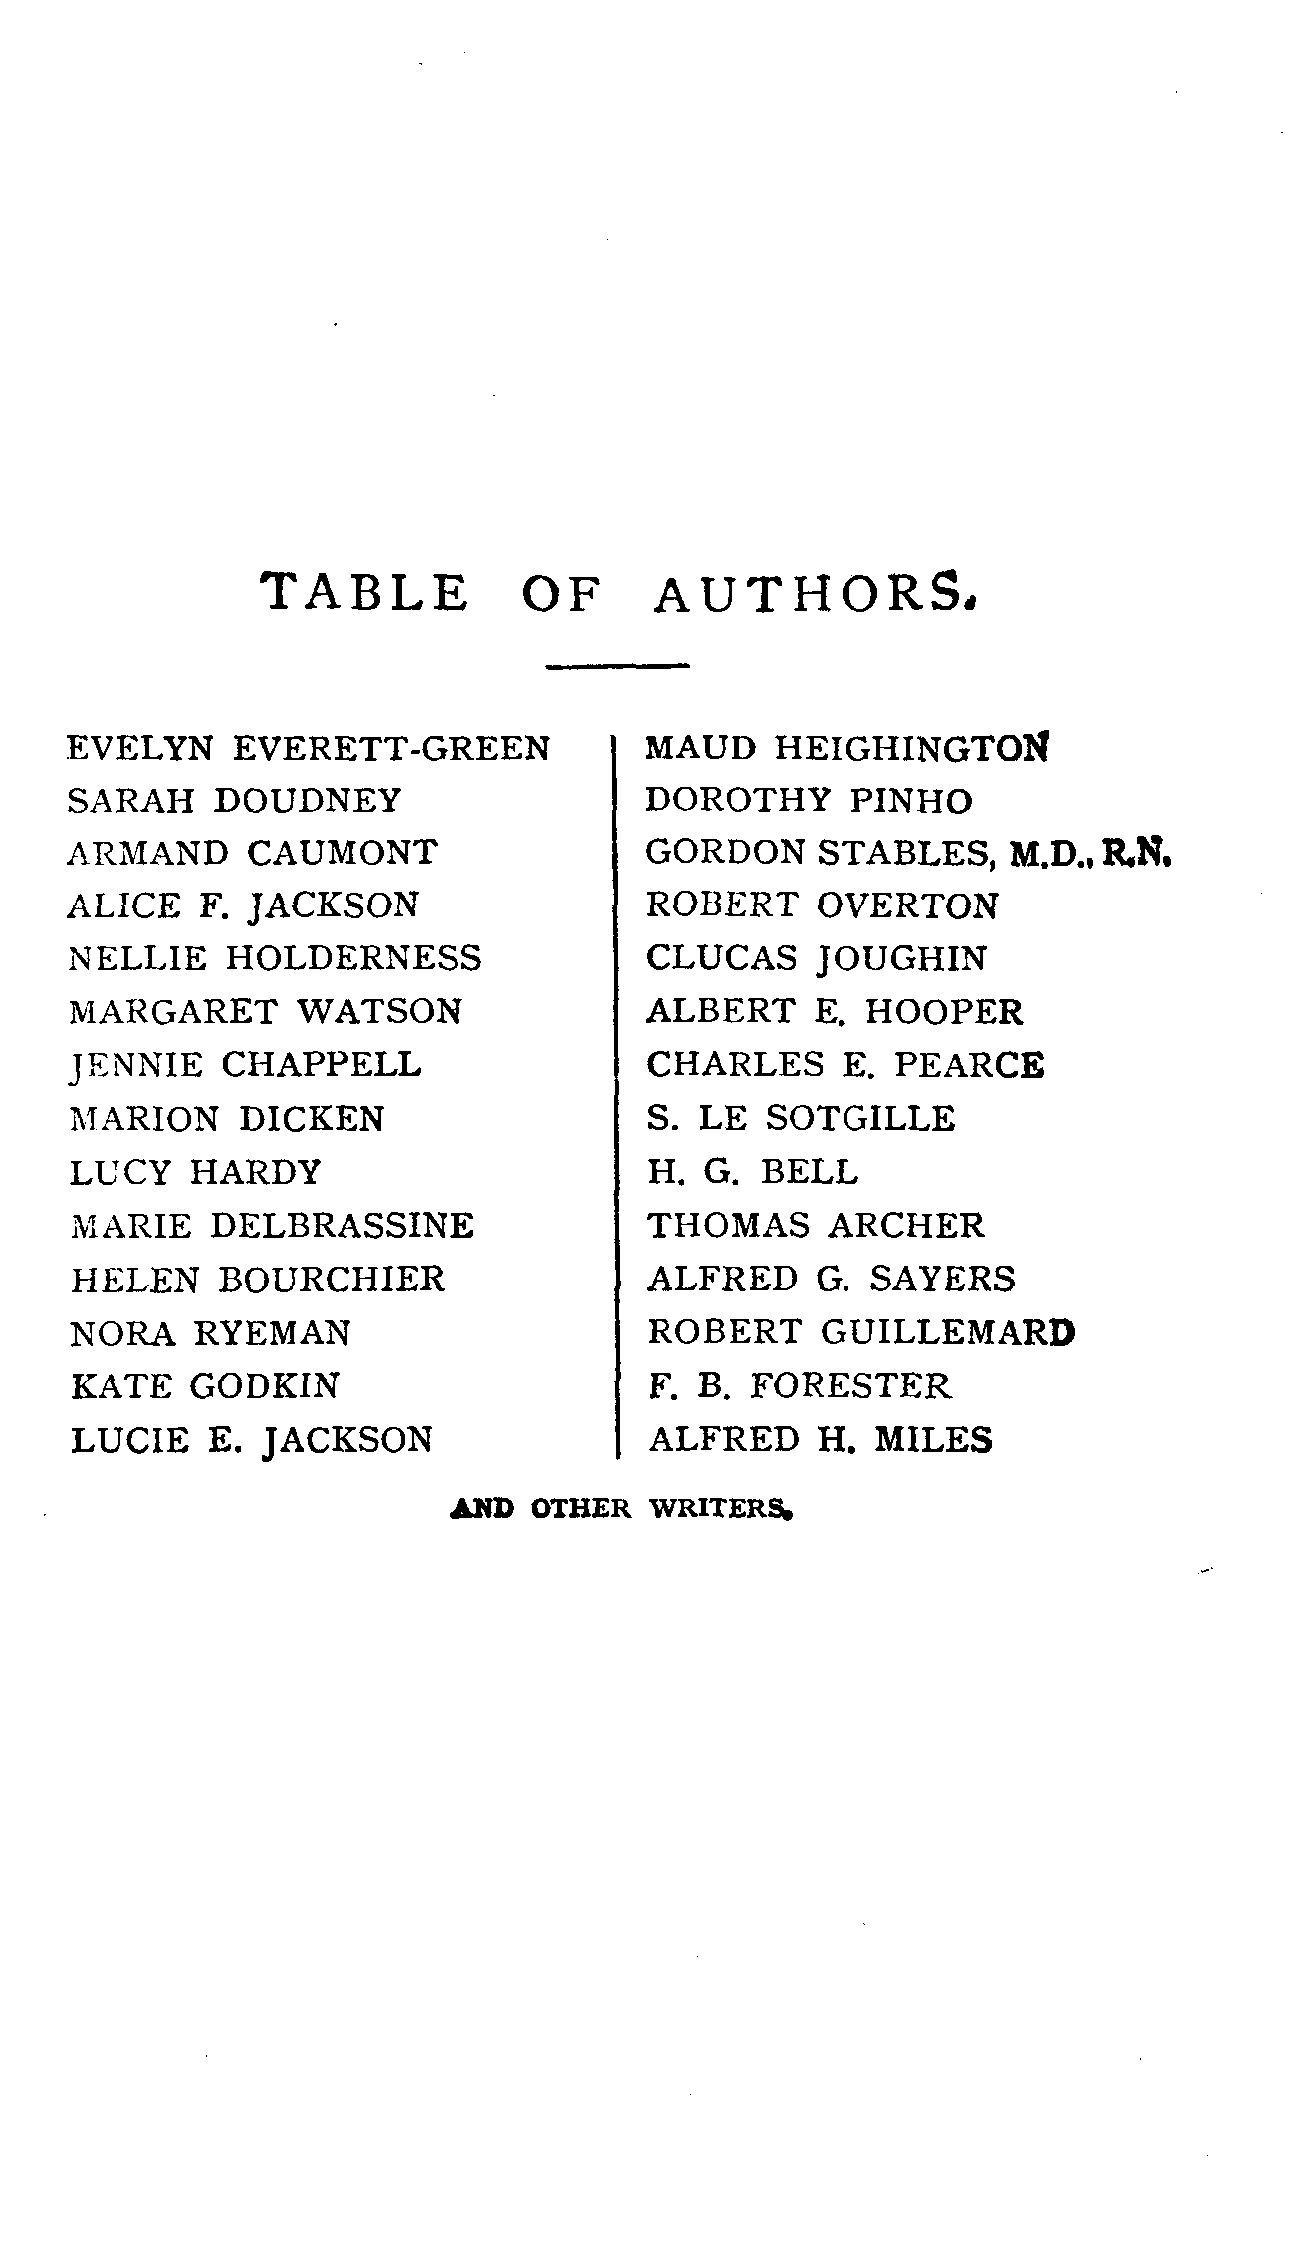 TABLE OF AUTHORS.
EVELYN EVERETT-GREEN
SARAH DOUDNEY
ARMAND CAUMONT
ALICE F. JACKSON
NELLIE HOLDERNESS
MARGARET WATSON
JENNIE CHAPPELL
MARION DICKEN
LUCY HARDY
MARIE DELBRASSINE
HELEN BOURCHIER
NORA RYEMAN
KATE GODKIN
LUCIE E. JACKSON
MAUD HEIGHINGTON
DOROTHY PINHO
GORDON STABLES, M.D., R.N.
ROBERT OVERTON
CLUCAS JOUGHIN
ALBERT E. HOOPER
CHARLES E. PEARCE
S. LE SOTGILLE
H. G. BELL
THOMAS ARCHER
ALFRED G. SAYERS
ROBERT GUILLEMARD
F. B. FORESTER
ALFRED H. MILES
AND OTHER WRITERS.